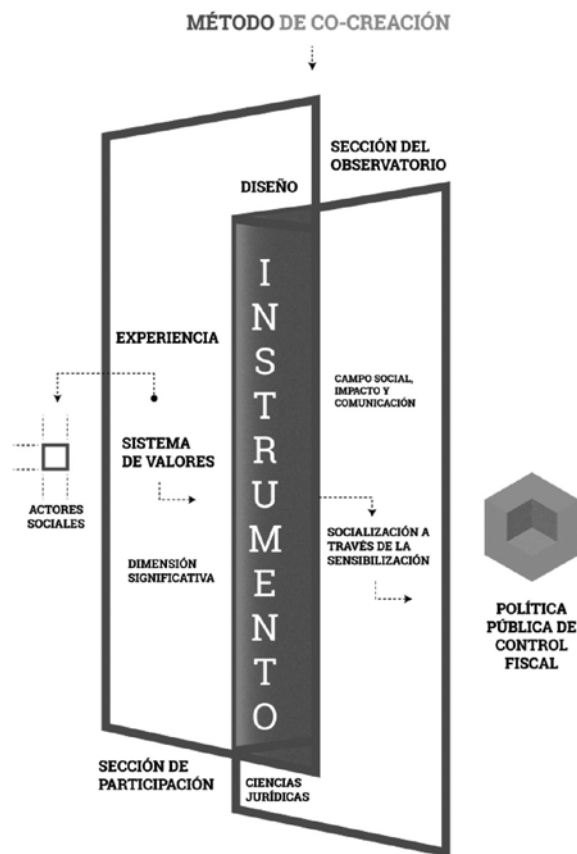 MÉTODO DE CO-CREACIÓN
SECCIÓN DEL
OBSERVATORIO
DISEÑO
INSTRUMENTO
EXPERIENCIA
CAMPO SOCIAL,
IMPACTO Y
COMUNICACIÓN
SISTEMA
DE VALORES
ACTORES
SOCIALES
SOCIALIZACIÓN A
TRAVÉS DE LA
SENSIBILIZACIÓN
DIMENSIÓN
SIGNIFICATIVA
POLÍTICA
PÚBLICA DE
CONTROL
FISCAL
SECCIÓN DE
PARTICIPACIÓN
CIENCIAS
JURÍDICAS